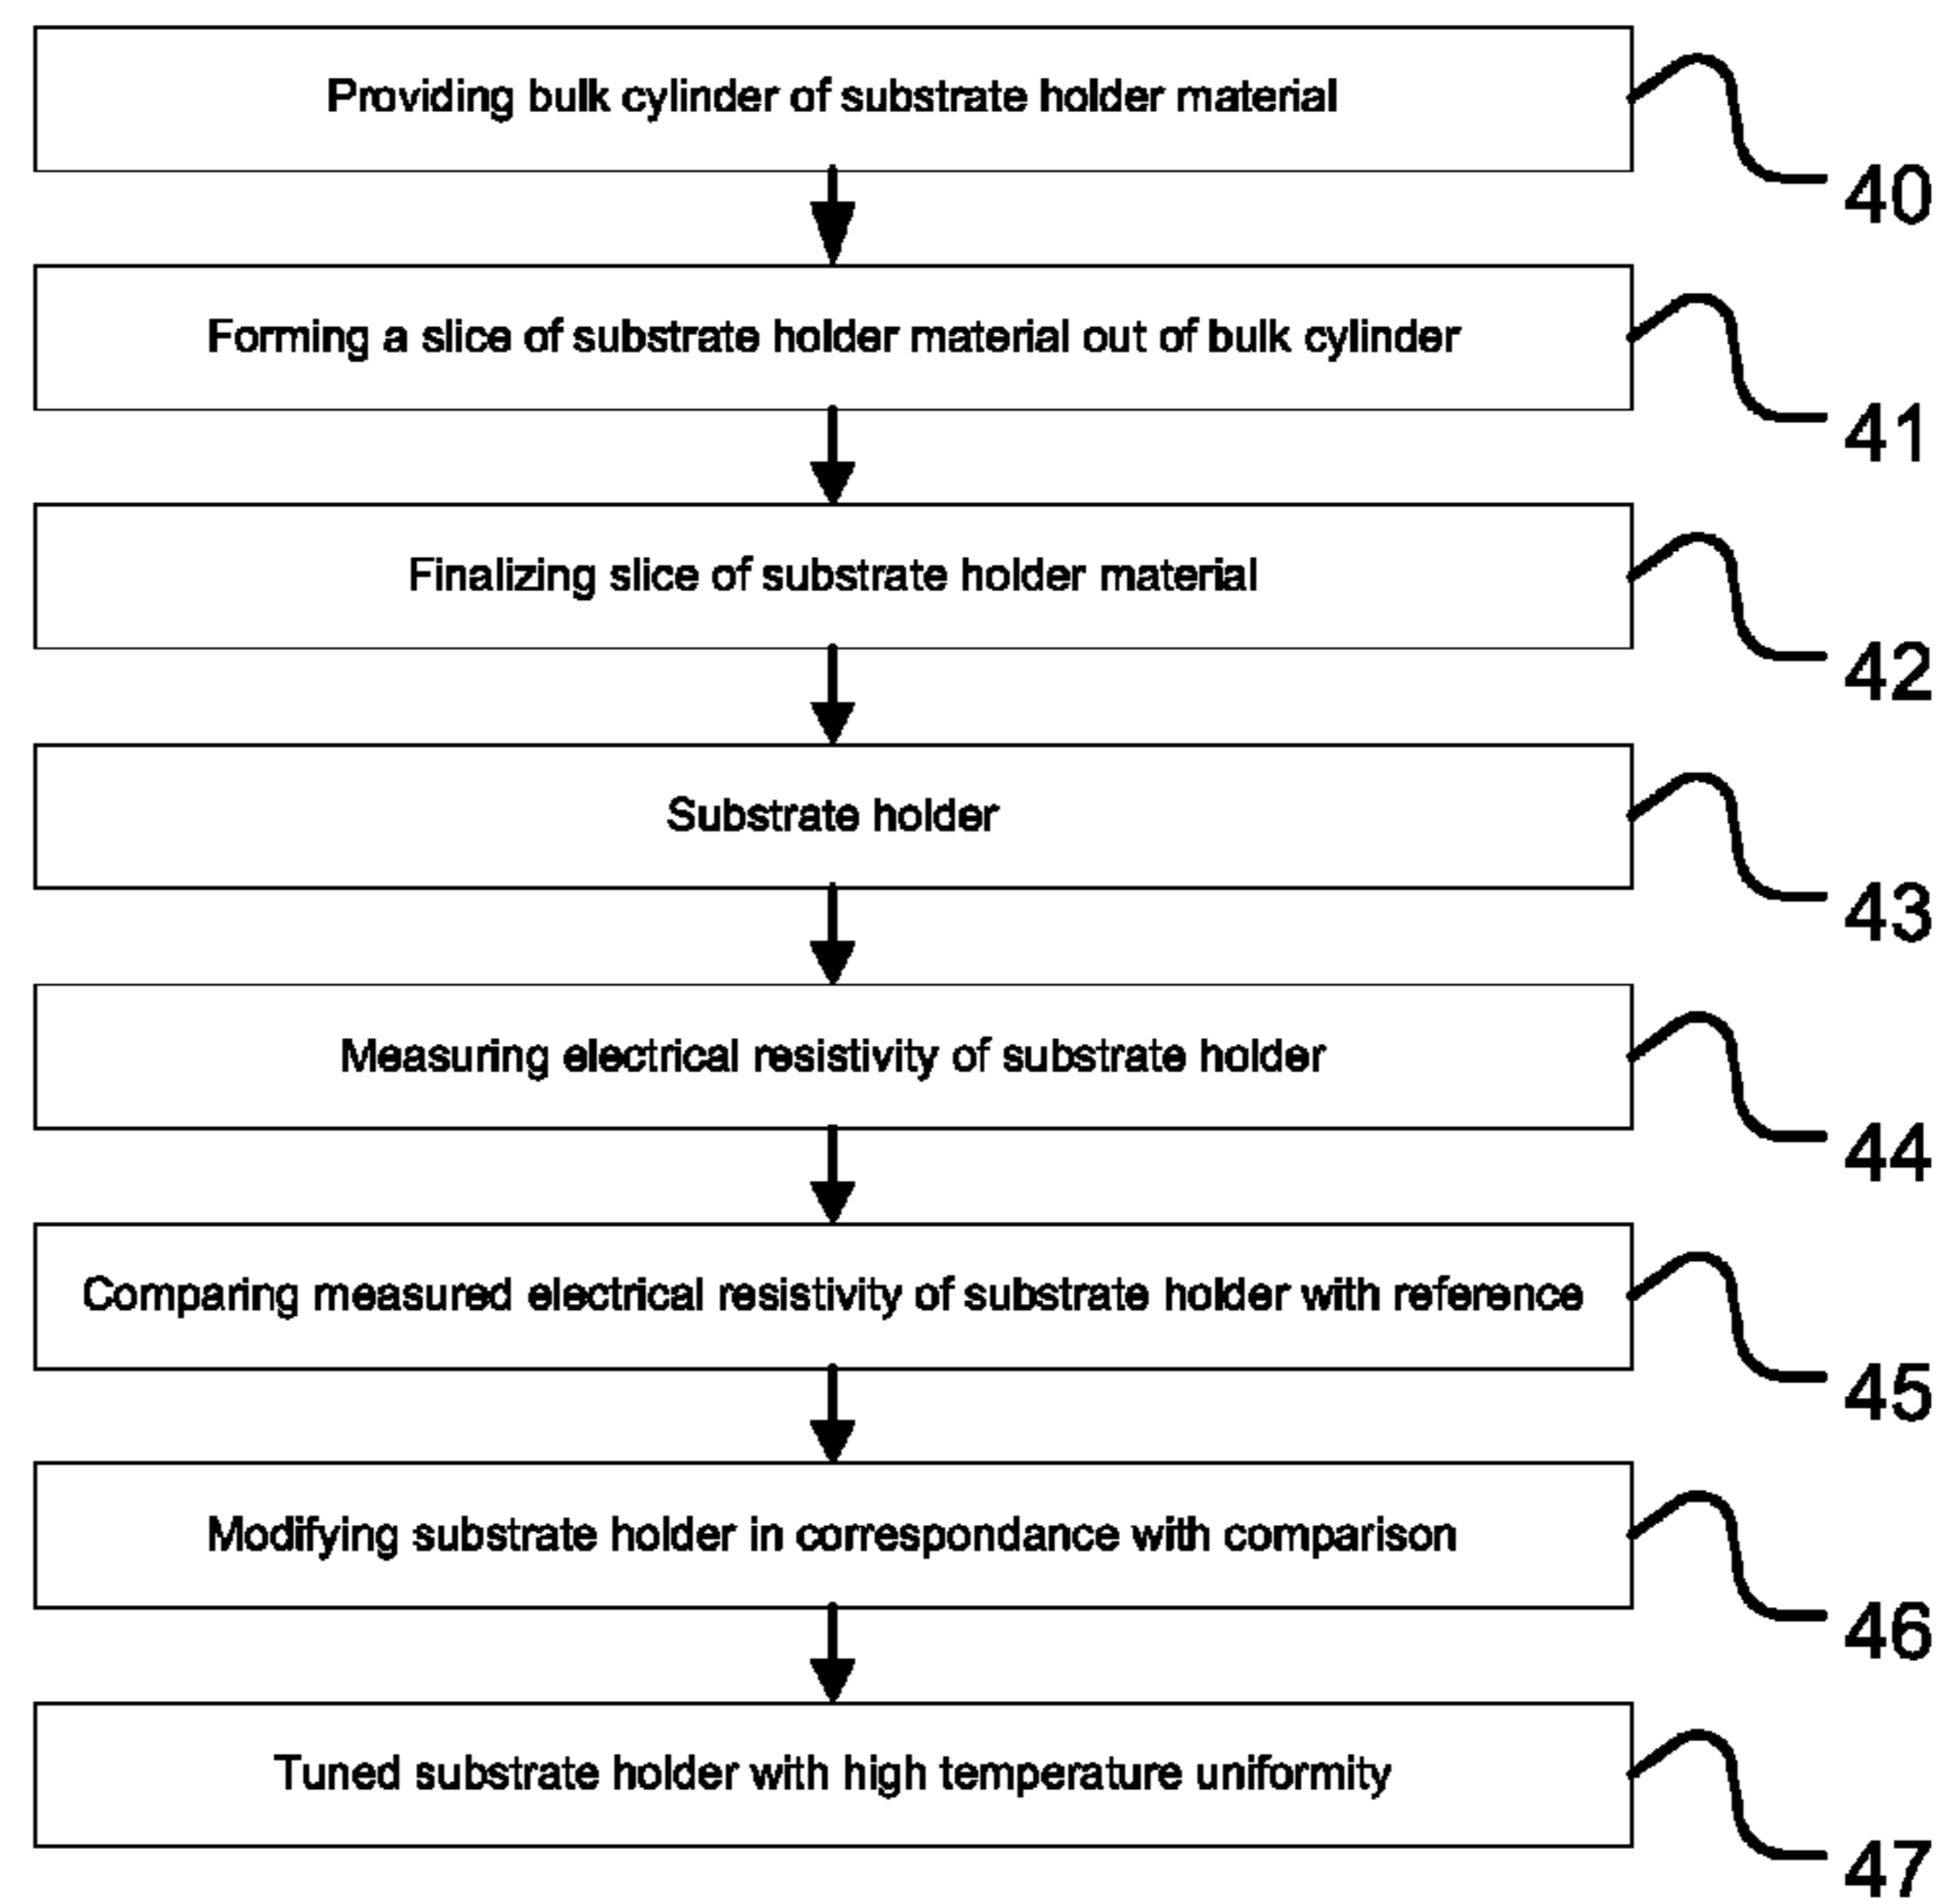 Providing bulk cylinder of substrate holder material
40
Forming a slice of substrate holder material out of bulk cylinder
41
Finalizing slice of substrate holder material
42
Substrate holder
43
Measuring electrical resistivity of substrate holder
44
Comparing measured electrical resistivity of substrate holder with reference
45
Modifying substrate holder in correspondance with comparison
46
Tuned substrate holder with high temperature uniformity
47